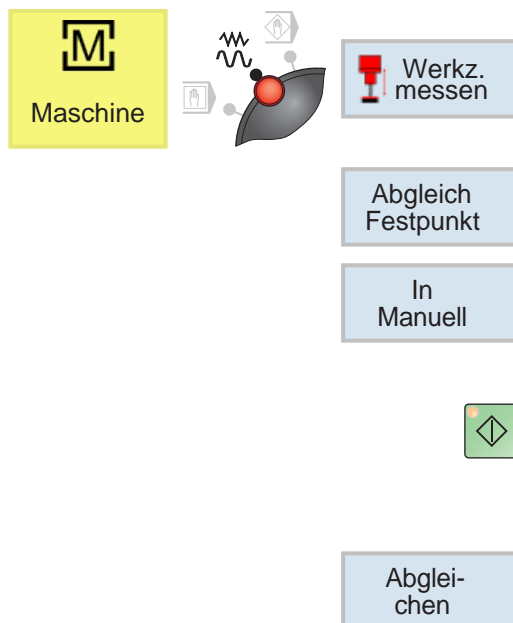 M
Maschine
Werkz.
messen
Abgleich
Festpunkt
In
Manuell
Abglei-
chen